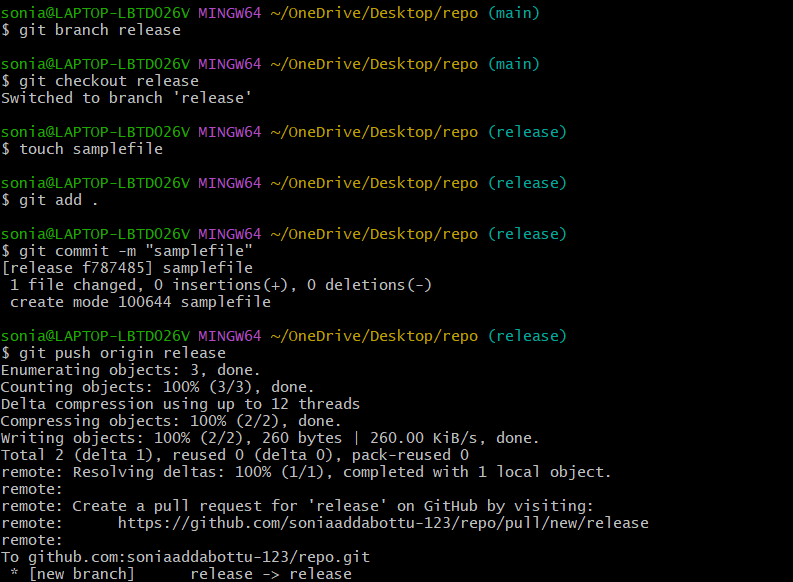 sonia@LAPTOP-LBTDO26V MINGW64 ~/OneDrive/Desktop/repo (main)
$ git branch release
sonia@LAPTOP-LBTDO26V MINGW64 ~/OneDrive/Desktop/repo (main)
$ git checkout release
Switched to branch 'release'
sonia@LAPTOP-LBTDO26V MINGW64 ~/OneDrive/Desktop/repo (release)
$ touch samplefile
sonia@LAPTOP-LBTDO26V MINGW64 ~/OneDrive/Desktop/repo (release)
$ git add .
sonia@LAPTOP-LBTDO26V MINGW64 ~/OneDrive/Desktop/repo (release)
$ git commit -m "samplefile"
[release f787485] samplefile
 1 file changed, 0 insertions(+), 0 deletions(-)
 create mode 100644 samplefile
sonia@LAPTOP-LBTDO26V MINGW64 ~/OneDrive/Desktop/repo (release)
$ git push origin release
Enumerating objects: 3, done.
Counting objects: 100% (3/3), done.
Delta compression using up to 12 threads
Compressing objects: 100% (2/2), done.
Writing objects: 100% (2/2), 260 bytes | 260.00 KiB/s, done.
Total 2 (delta 1), reused 0 (delta 0), pack-reused 0
remote: Resolving deltas: 100% (1/1), completed with 1 local object.
remote:
remote: Create a pull request for 'release' on GitHub by visiting:
remote:      https://github.com/soniaaddabottu-123/repo/pull/new/release
remote:
To github.com:soniaaddabottu-123/repo.git
 * [new branch]      release -> release